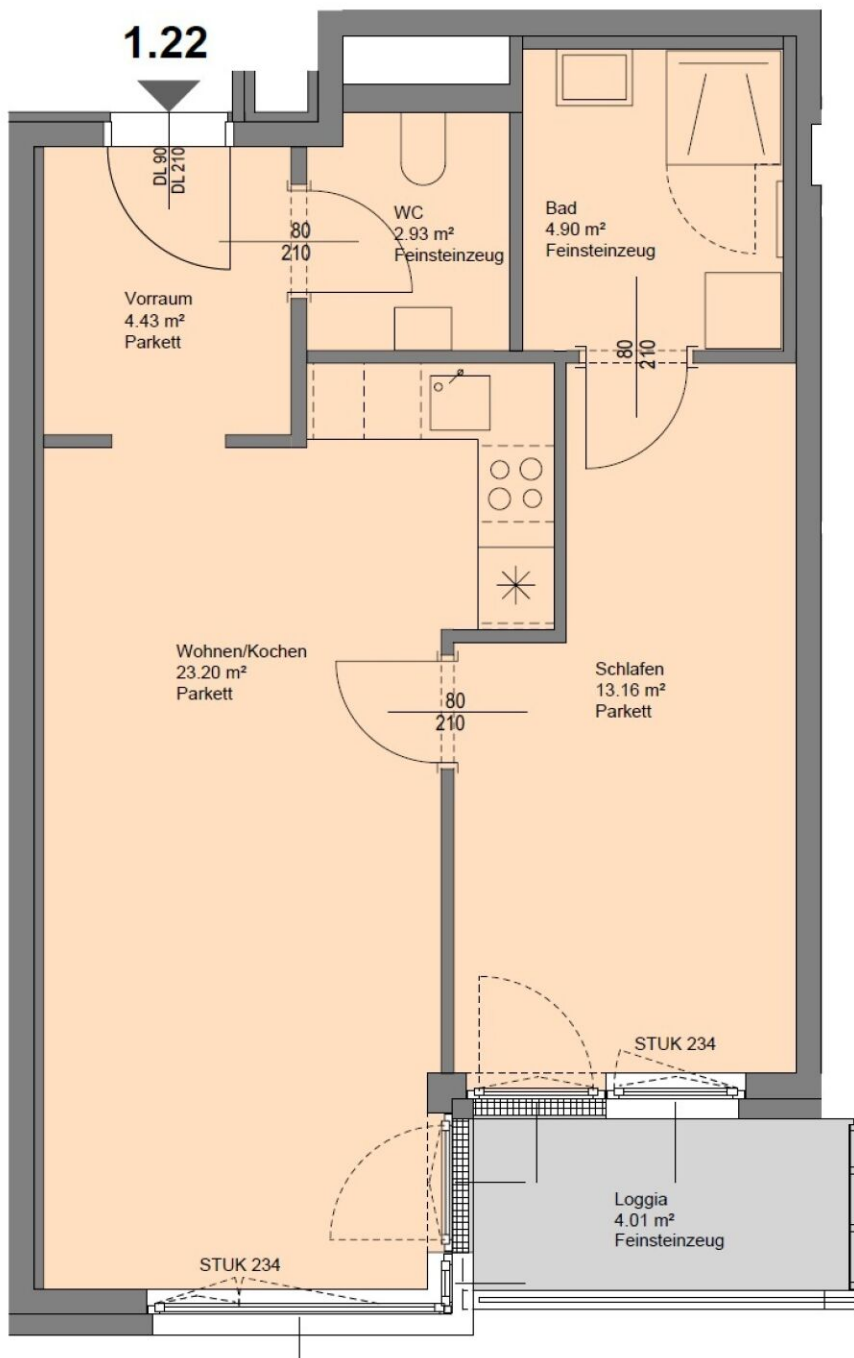 1.22
DL 90
DL 210
WC
2.93 m²
Feinsteinzeug
Bad
4.90 m²
Feinsteinzeug
80
210
Vorraum
4.43 m²
Parkett
80
210
Wohnen/Kochen
23.20 m²
Parkett
Schlafen
13.16 m²
Parkett
80
210
STUK 234
Loggia
4.01 m²
Feinsteinzeug
STUK 234